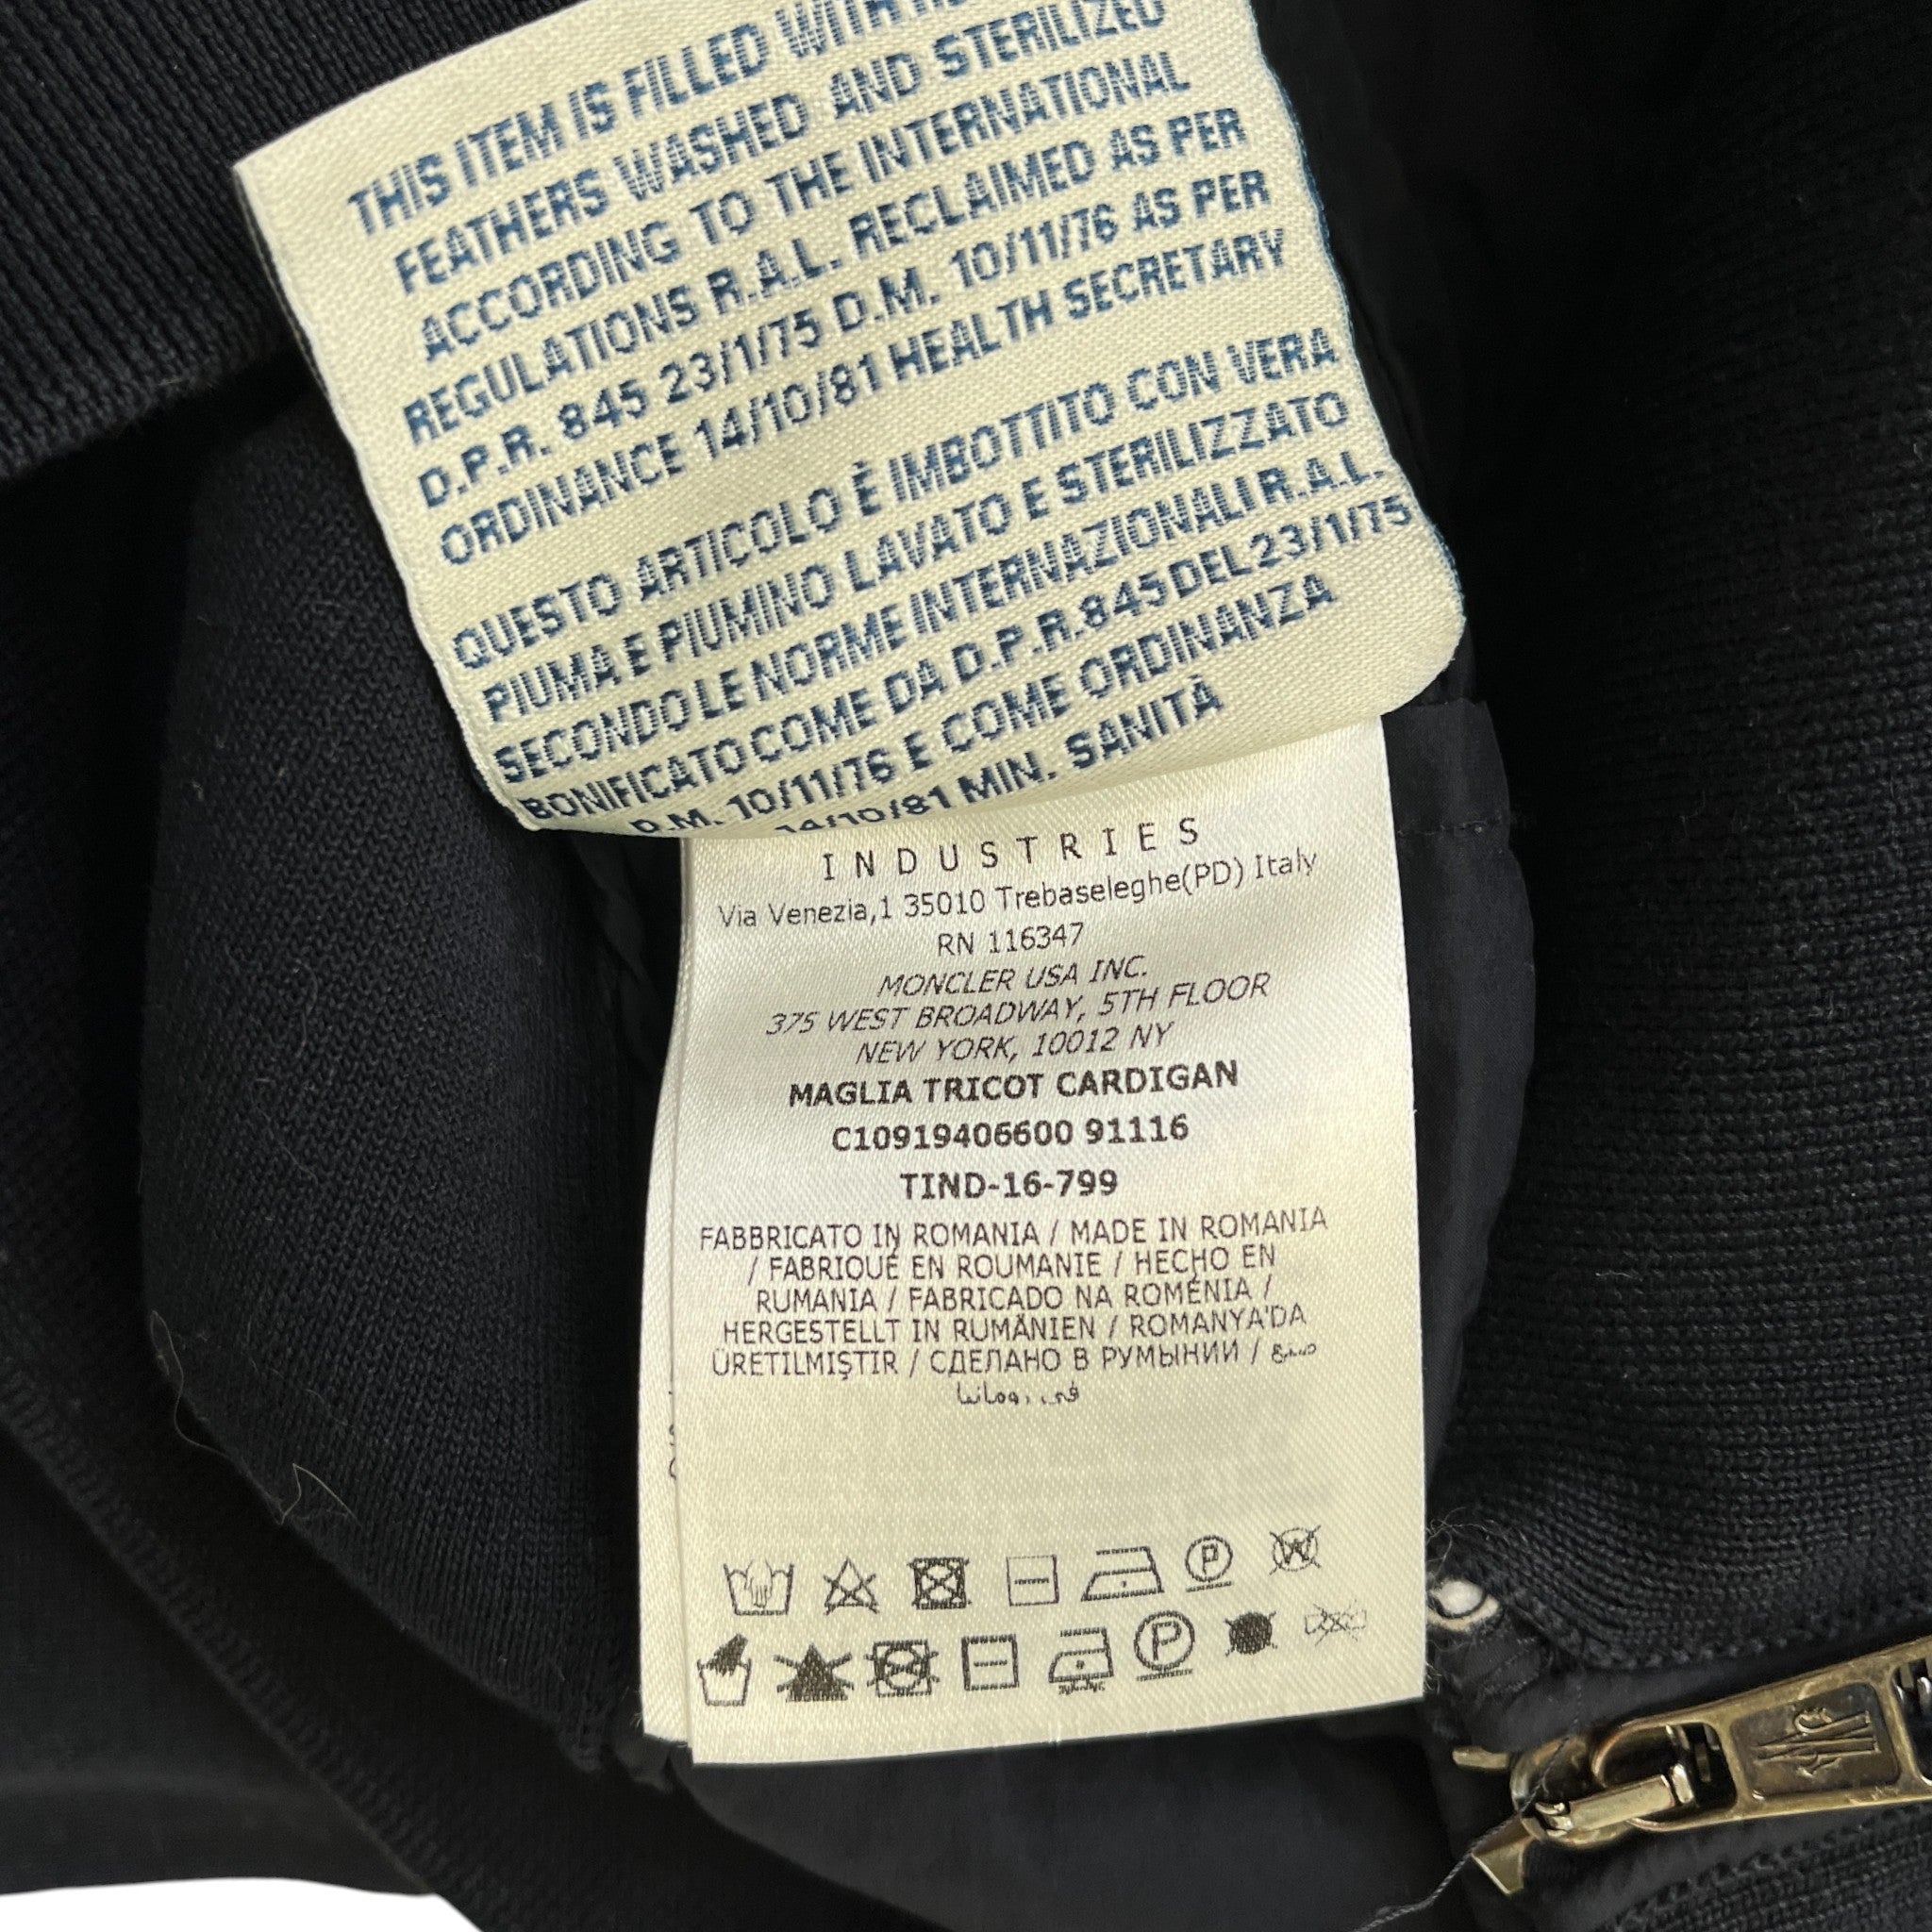 THIS ITEM IS FILLED WITH
FEATHERS WASHED AND STERILIZED
ACCORDING TO THE INTERNATIONAL
REGULATIONS R.A.L. RECLAIMED AS PER
D.P.R. 845 23/1/75 D.M. 10/11/76 AS PER
ORDINANCE 14/10/81 HEALTH SECRETARY
QUESTO ARTICOLO È IMBOTTITO CON VERA
PIUMA E PIUMINO LAVATO E STERILIZZATO
SECONDO LE NORME INTERNAZIONALI R.A.L.
BONIFICATO COME DA D.P.R. 845 DEL 23/1/75
D.M. 10/11/76 E COME ORDINANZA
14/10/81 MIN. SANITÀ
INDUSTRIES
Via Venezia,1 35010 Trebaseleghe(PD) Italy
RN 116347
MONCLER USA INC.
375 WEST BROADWAY, 5TH FLOOR
NEW YORK, 10012 NY
MAGLIA TRICOT CARDIGAN
C10919406600 91116
TIND-16-799
FABBRICATO IN ROMANIA / MADE IN ROMANIA
/ FABRIQUÉ EN ROUMANIE / HECHO EN
RUMANIA / FABRICADO NA ROMÉNIA /
HERGESTELLT IN RUMÄNIEN / ROMANYA'DA
ÜRETILMIŞTIR / СДЕЛАНО В РУМЫНИИ / صنع
في رومانيا
P
W
P